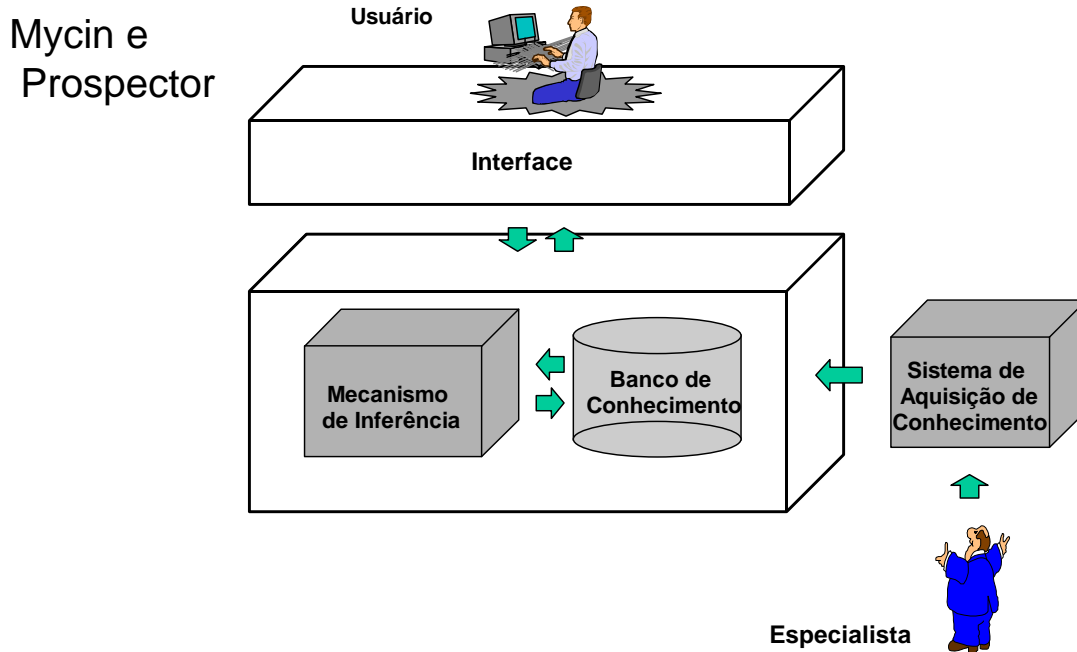 Mycin e
Prospector
Usuário
Interface
Mecanismo
de Inferência
Banco de
Conhecimento
Sistema de
Aquisição de
Conhecimento
Especialista